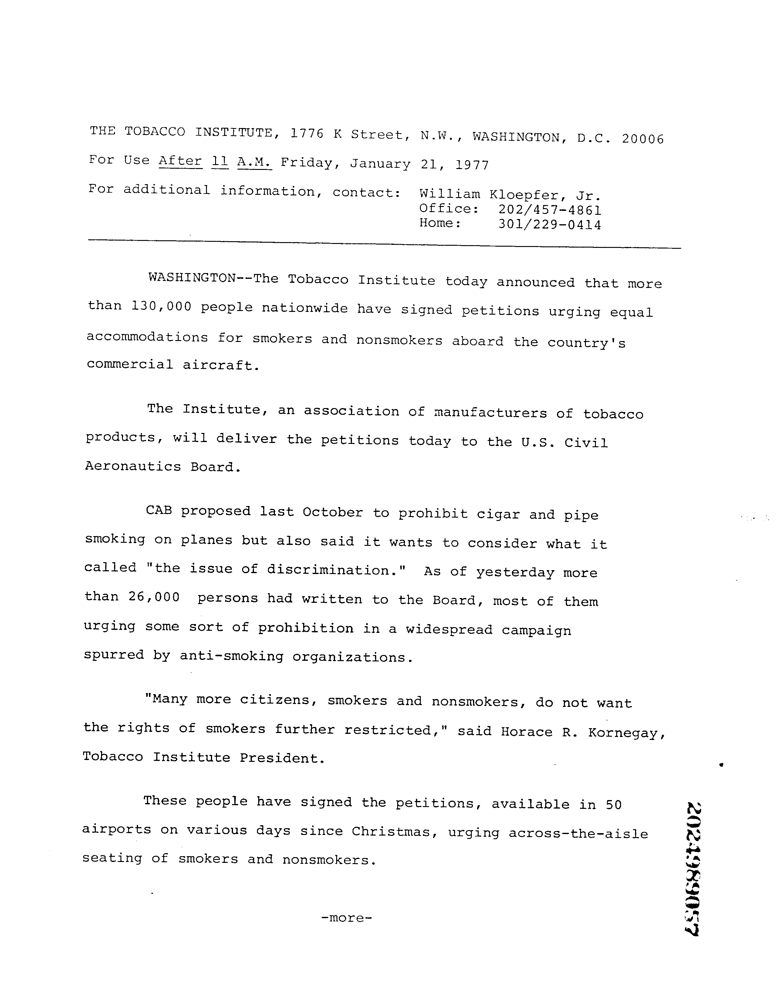 THE TOBACCO INSTITUTE, 1776 K Street, N.W., WASHINGTON, D.C. 20006
For Use After 11 A.M. Friday, January 21, 1977
For additional information, contact: William Kloepfer, Jr.
Office: 202/457-4861
Home: 301/229-0414
WASHINGTON--The Tobacco Institute today announced that more
than 130,000 people nationwide have signed petitions urging equal
accommodations for smokers and nonsmokers aboard the country's
commercial aircraft.
The Institute, an association of manufacturers of tobacco
products, will deliver the petitions today to the U.S. Civil
Aeronautics Board.
CAB proposed last October to prohibit cigar and pipe
smoking on planes but also said it wants to consider what it
called "the issue of discrimination." As of yesterday more
than 26,000 persons had written to the Board, most of them
urging some sort of prohibition in a widespread campaign
spurred by anti-smoking organizations.
"Many more citizens, smokers and nonsmokers, do not want
the rights of smokers further restricted," said Horace R. Kornegay,
Tobacco Institute President.
These people have signed the petitions, available in 50
airports on various days since Christmas, urging across-the-aisle
seating of smokers and nonsmokers.
-more-
2024989057